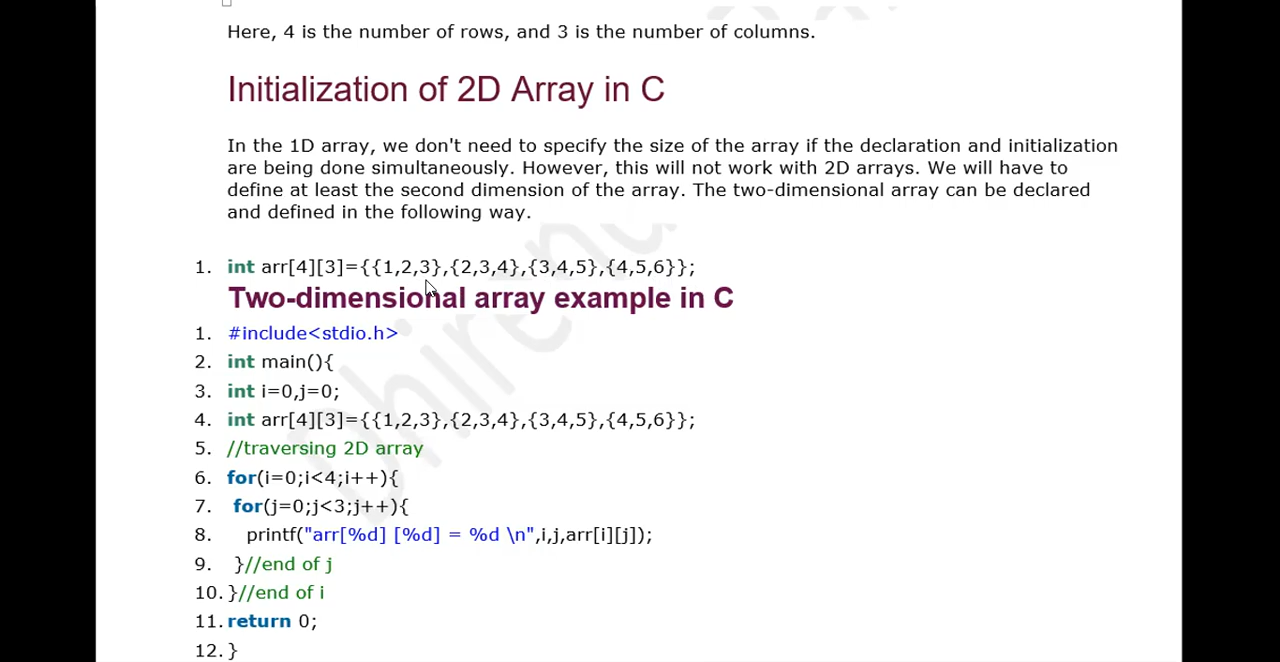 Here, 4 is the number of rows, and 3 is the number of columns.
Initialization of 2D Array in C
In the 1D array, we don't need to specify the size of the array if the declaration and initialization
are being done simultaneously. However, this will not work with 2D arrays. We will have to
define at least the second dimension of the array. The two-dimensional array can be declared
and defined in the following way.
1. int arr[4][3]={{1,2,3},{2,3,4},{3,4,5},{4,5,6}};
Two-dimensional array example in C
1. #include<stdio.h>
2. int main(){
3. int i=0,j=0;
4. int arr[4][3]={{1,2,3},{2,3,4},{3,4,5},{4,5,6}};
5. //traversing 2D array
6. for(i=0;i<4;i++){
7. for(j=0;j<3;j++){
8. printf("arr[%d] [%d] = %d \n",i,j,arr[i][j]);
9. }//end of j
10. }//end of i
11. return 0;
12. }